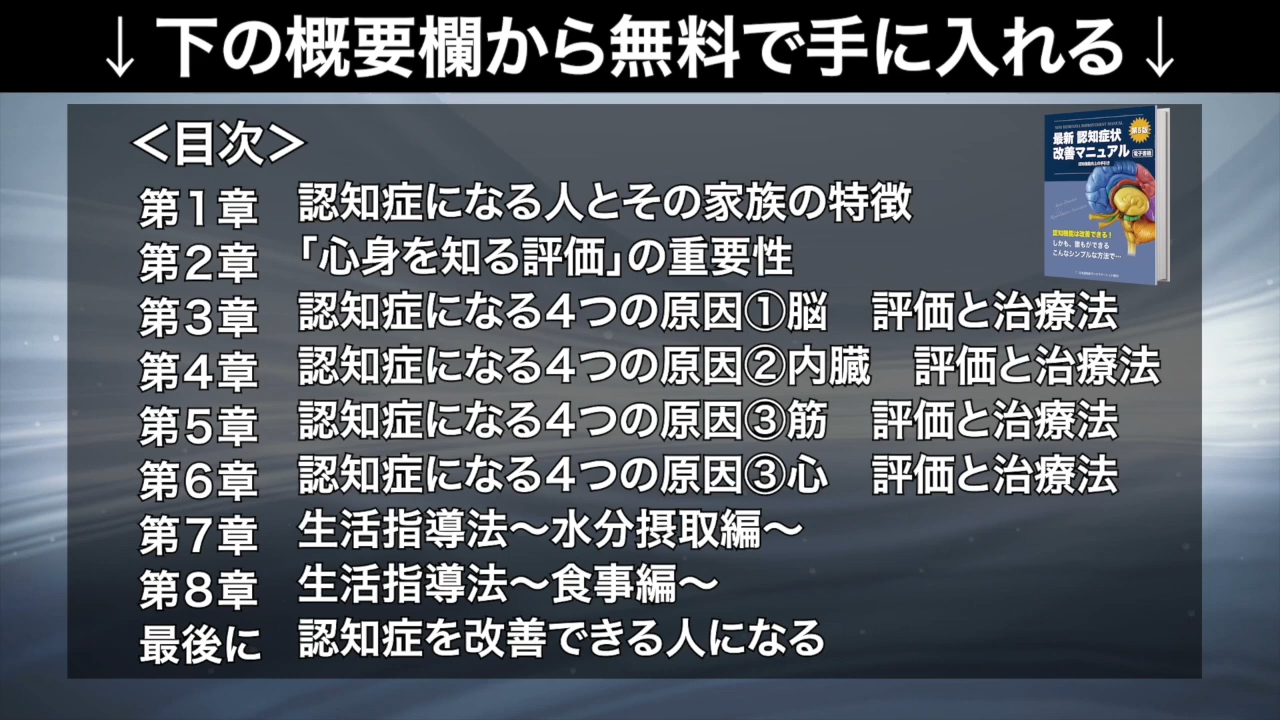 ↓下の概要欄から無料で手に入れる↓
＜目次＞
第1章 認知症になる人とその家族の特徴
第2章 「心身を知る評価」の重要性
第3章 認知症になる4つの原因①脳 評価と治療法
第4章 認知症になる4つの原因②内臓 評価と治療法
第5章 認知症になる4つの原因③筋 評価と治療法
第6章 認知症になる4つの原因③心 評価と治療法
第7章 生活指導法～水分摂取編～
第8章 生活指導法～食事編～
最後に 認知症を改善できる人になる
最新 認知症状
改善マニュアル
第5版
電子書籍
認知機能は改善できる！
しかも、誰もができる
こんなシンプルな方法で…